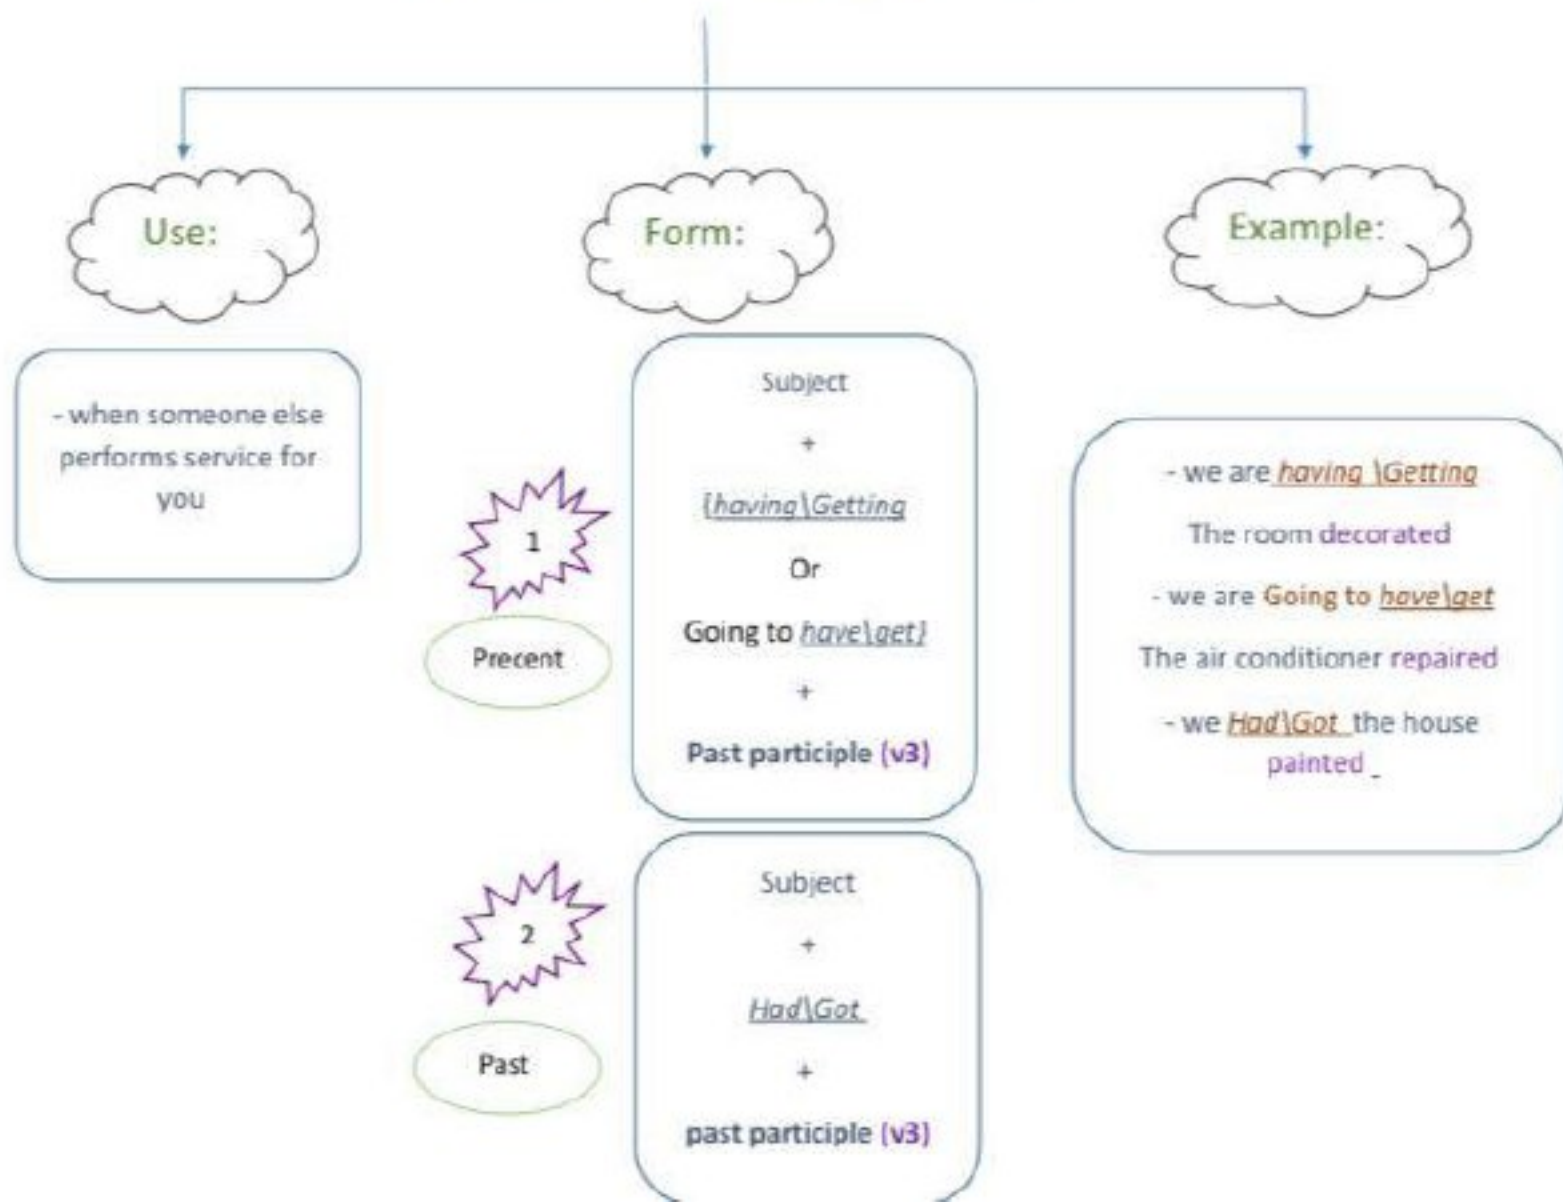 Use:
- when someone else
performs service for
you
Form:
1
Precent
Subject
+
{having\Getting
Or
Going to have\get}
+
Past participle (v3)
2
Past
Subject
+
Had\Got
+
past participle (v3)
Example:
- we are having \Getting
The room decorated
- we are Going to have\get
The air conditioner repaired
- we Had\Got the house
painted